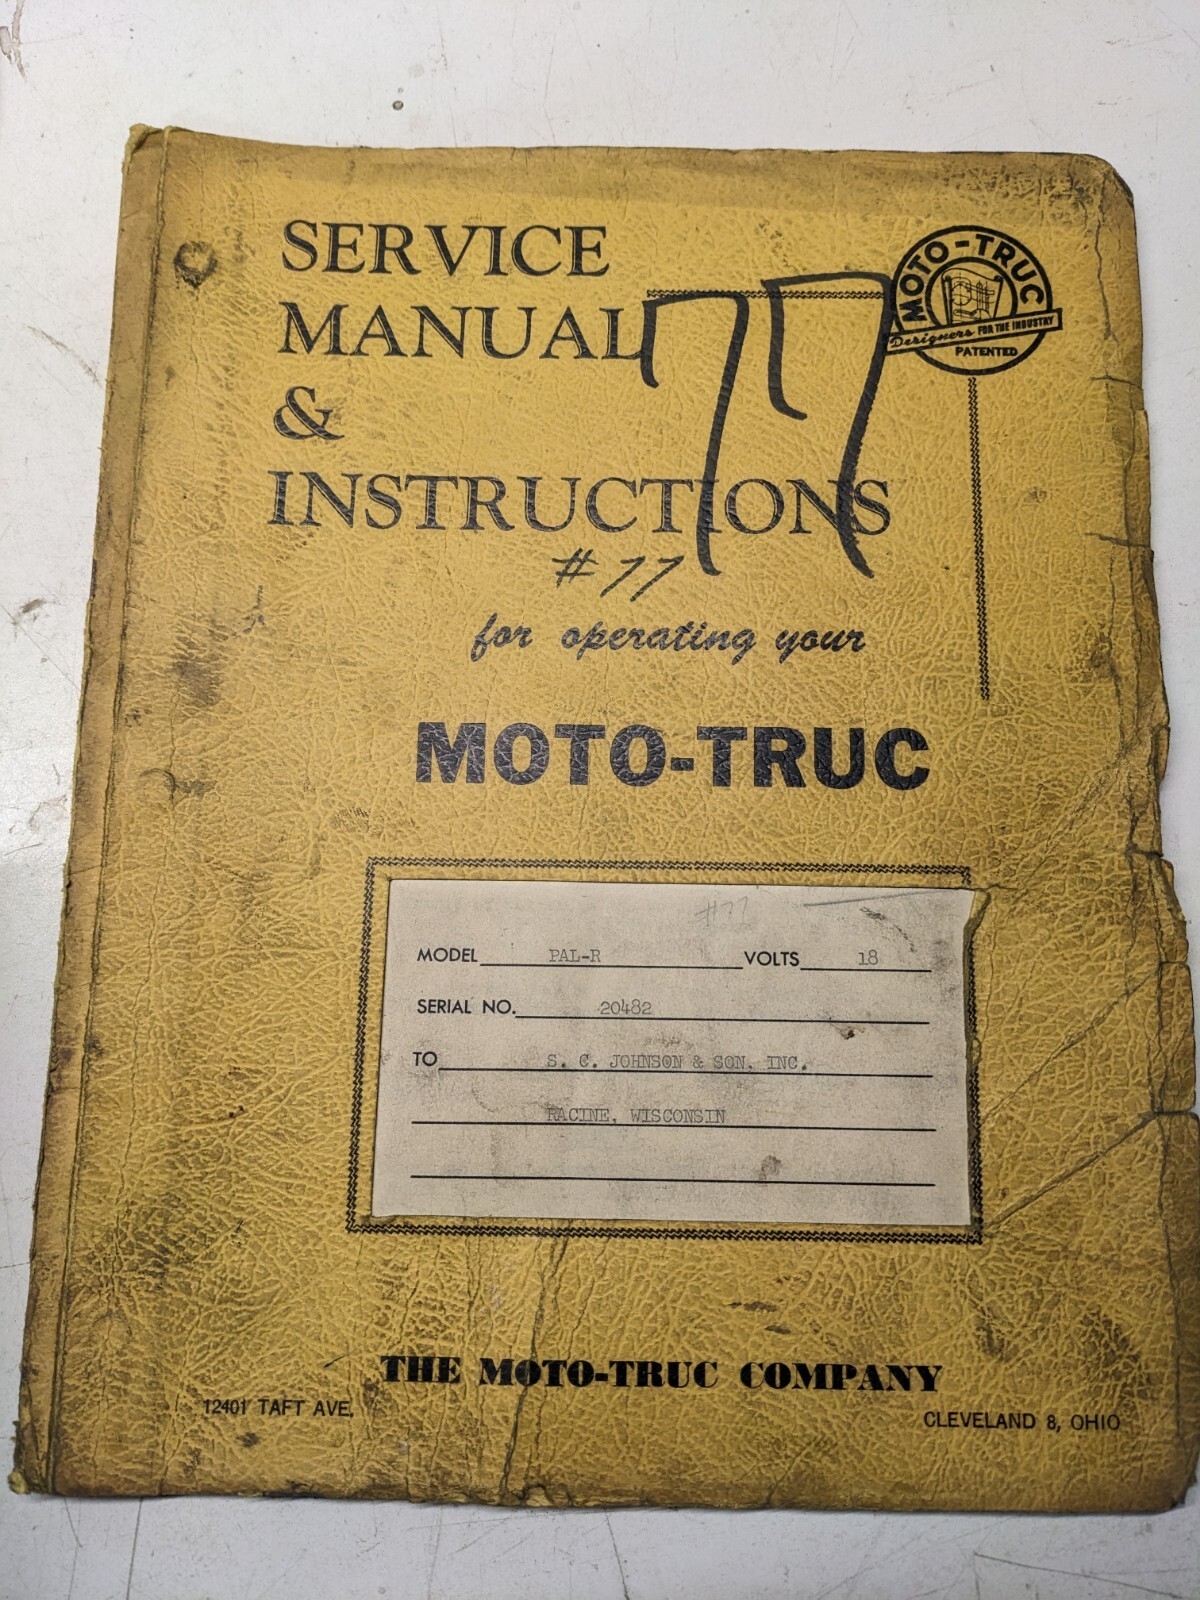 SERVICE
MANUAL
&
INSTRUCTIONS
77
MOTO-TRUC
Designers FOR THE INDUSTRY
PATENTED
#77
for operating your
MOTO-TRUC
#77
MODEL PAL-R VOLTS 18
SERIAL NO. 20482
TO S. C. JOHNSON & SON, INC.
RACINE, WISCONSIN
THE MOTO-TRUC COMPANY
12401 TAFT AVE. CLEVELAND 8, OHIO